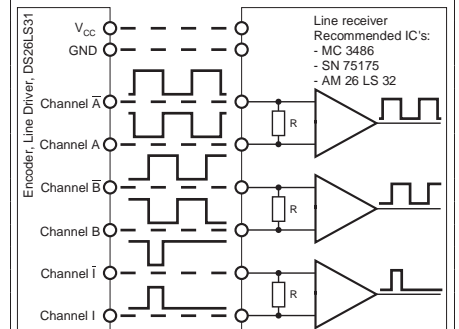 Encoder, Line Driver, DS26LS31
VCC
GND
Channel A̅
Channel A
Channel B̅
Channel B
Channel I̅
Channel I
Line receiver
Recommended IC's:
- MC 3486
- SN 75175
- AM 26 LS 32
R
R
R